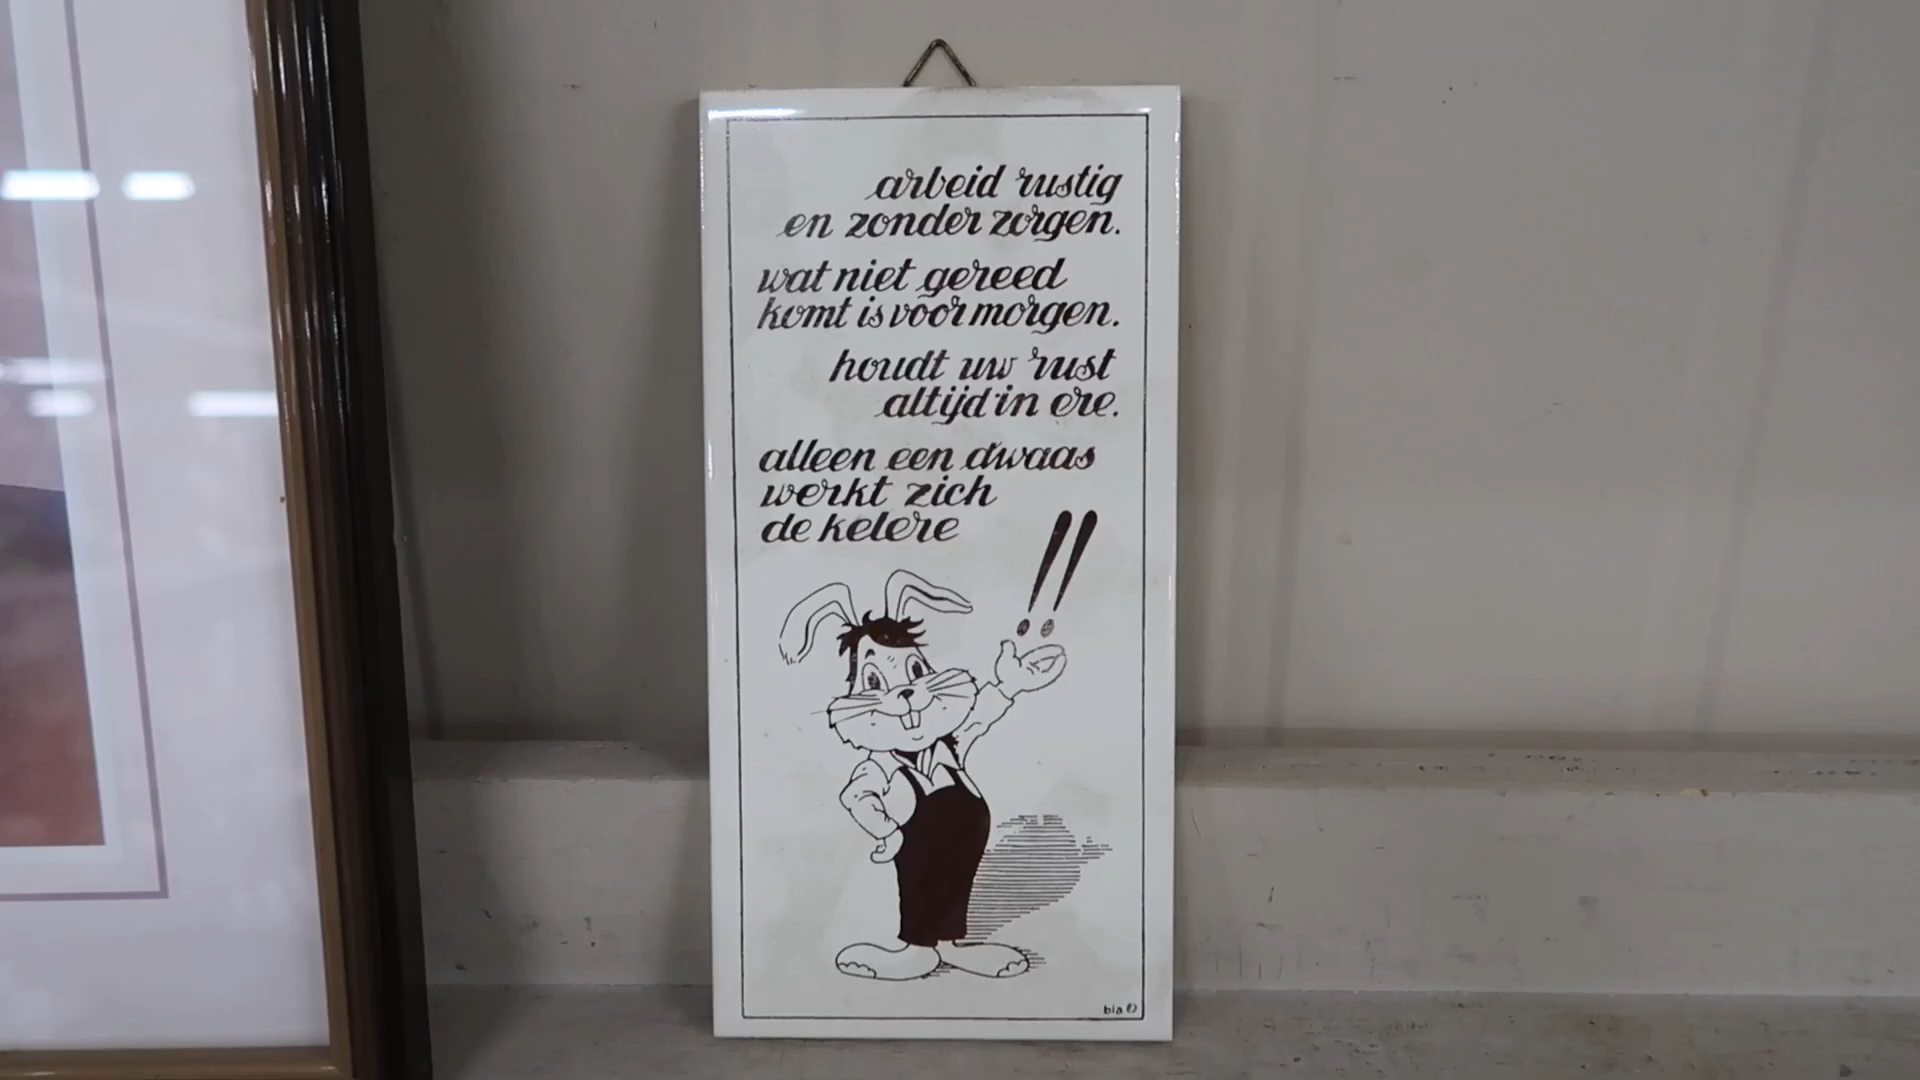 arbeid rustig
en zonder zorgen.
wat niet gereed
komt is voor morgen.
houdt uw rust
altijd in ere.
alleen een dwaas
werkt zich
de kelere
!!
bia ©